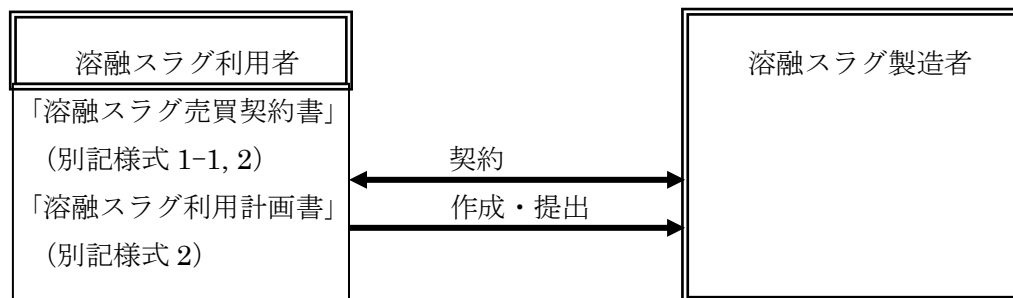 溶融スラグ利用者
溶融スラグ製造者
「溶融スラグ売買契約書」
（別記様式 1-1, 2）
契約
「溶融スラグ利用計画書」
作成・提出
（別記様式 2）